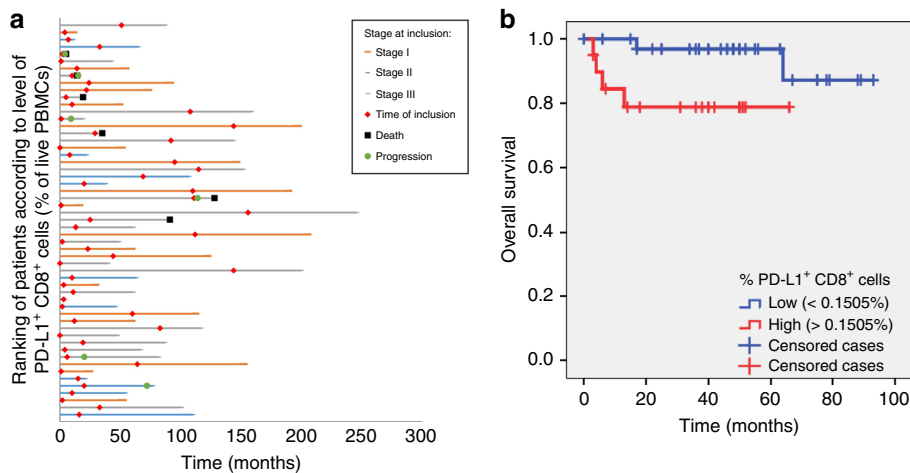 a
Ranking of patients according to level of
PD-L1+ CD8+ cells (% of live PBMCs)
Stage at inclusion:
Stage I
Stage II
Stage III
Time of inclusion
Death
Progression
0 50 100 150 200 250 300
Time (months)
b
Overall survival
1.0
0.8
0.6
0.4
0.2
0.0
% PD-L1+ CD8+ cells
Low (< 0.1505%)
High (> 0.1505%)
Censored cases
Censored cases
0 20 40 60 80 100
Time (months)